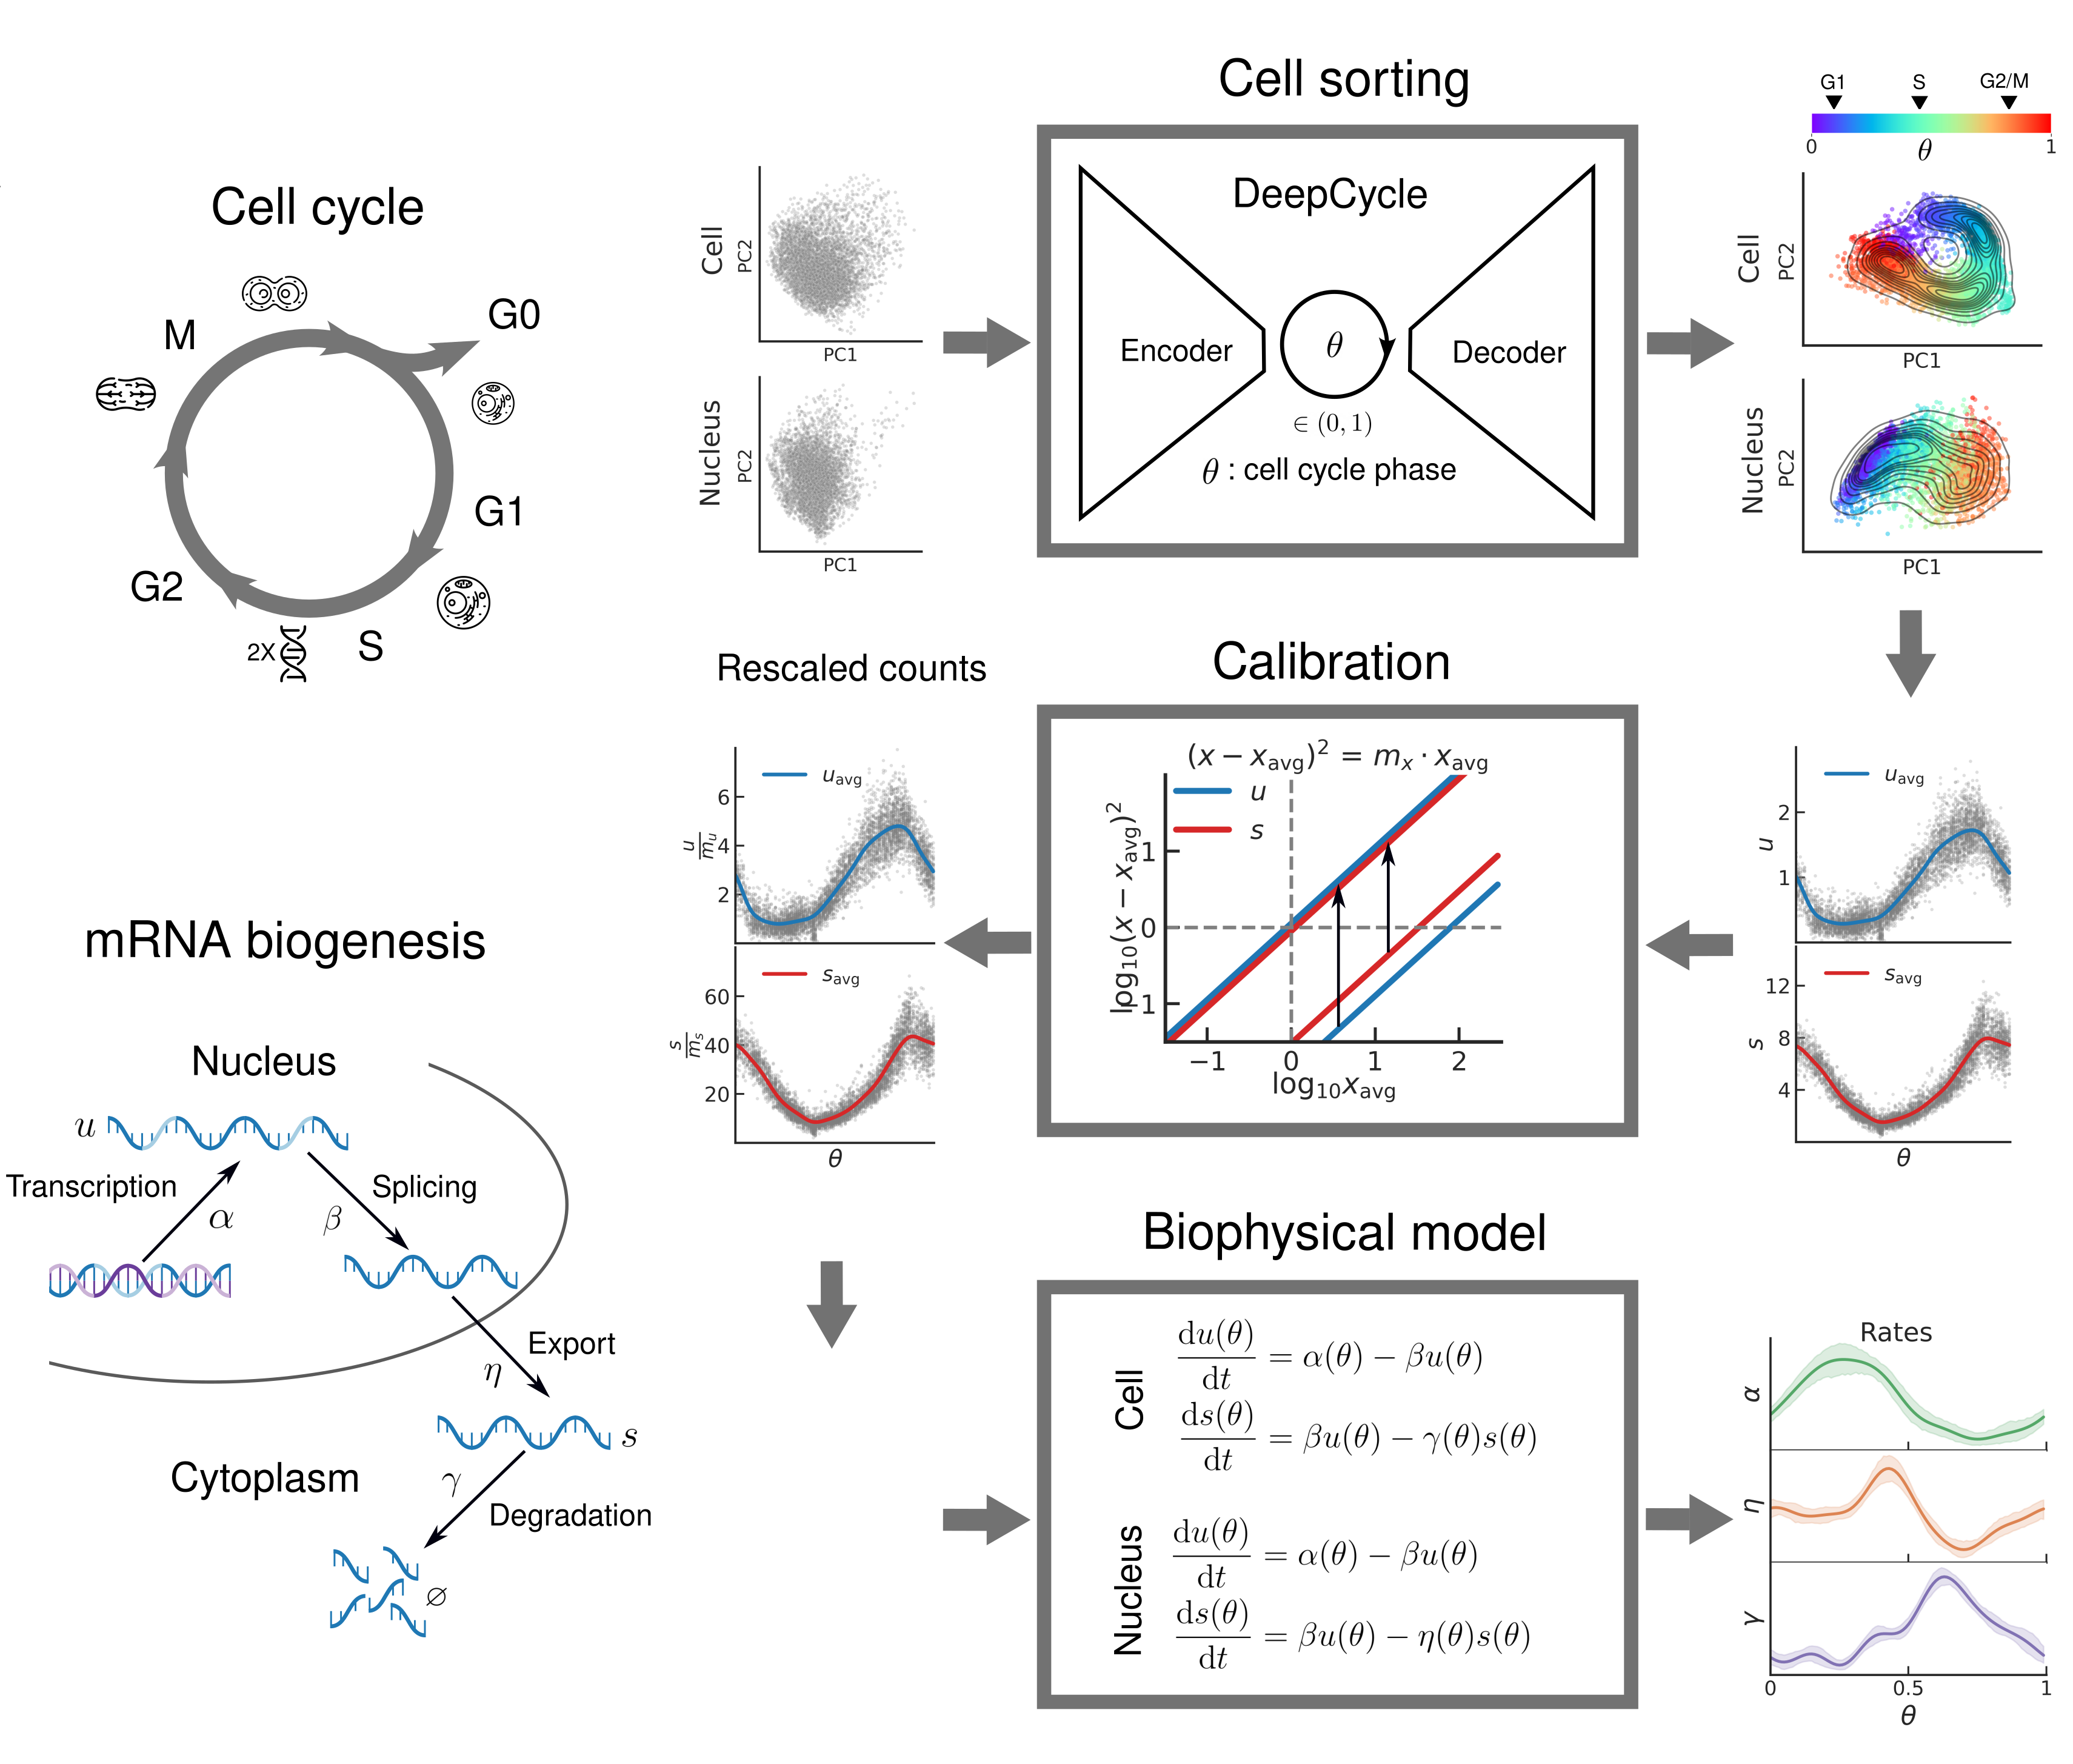 Cell cycle
G0
M
G1
G2
S
2X
mRNA biogenesis
Nucleus
u
Transcription
α
Splicing
β
Export
η
s
Cytoplasm
γ
Degradation
∅
Cell
PC2
PC1
Nucleus
PC2
PC1
Cell sorting
DeepCycle
Encoder
θ
Decoder
∈ (0, 1)
θ : cell cycle phase
G1 S G2/M
0 θ 1
Cell
PC2
PC1
Nucleus
PC2
PC1
u_avg
2
1
u
s_avg
12
8
4
s
θ
Calibration
(x − x_avg)² = m_x · x_avg
u
s
log₁₀(x − x_avg)²
1
0
1
−1 0 1 2
log₁₀x_avg
Rescaled counts
u_avg
6
4
2
u/m_u
s_avg
60
40
20
s/m_s
θ
Biophysical model
Cell
du(θ)/dt = α(θ) − βu(θ)
ds(θ)/dt = βu(θ) − γ(θ)s(θ)
Nucleus
du(θ)/dt = α(θ) − βu(θ)
ds(θ)/dt = βu(θ) − η(θ)s(θ)
Rates
α
η
γ
0 0.5 1
θ